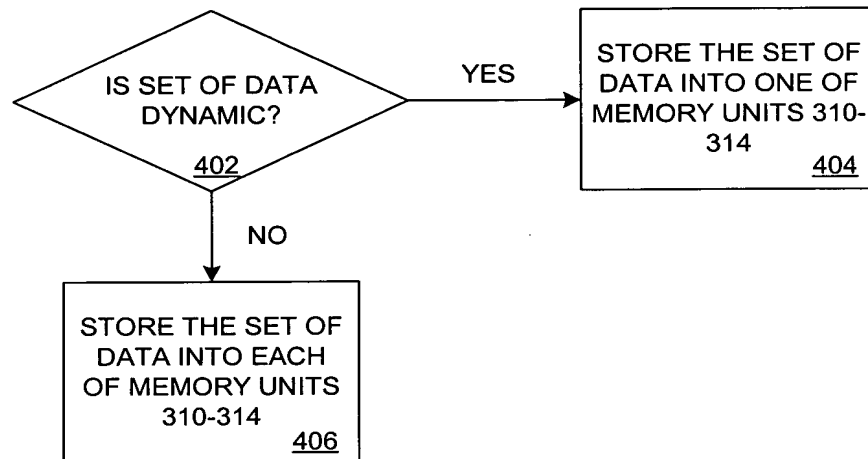 IS SET OF DATA
DYNAMIC?
402
YES
STORE THE SET OF
DATA INTO ONE OF
MEMORY UNITS 310-
314
404
NO
STORE THE SET OF
DATA INTO EACH
OF MEMORY UNITS
310-314
406